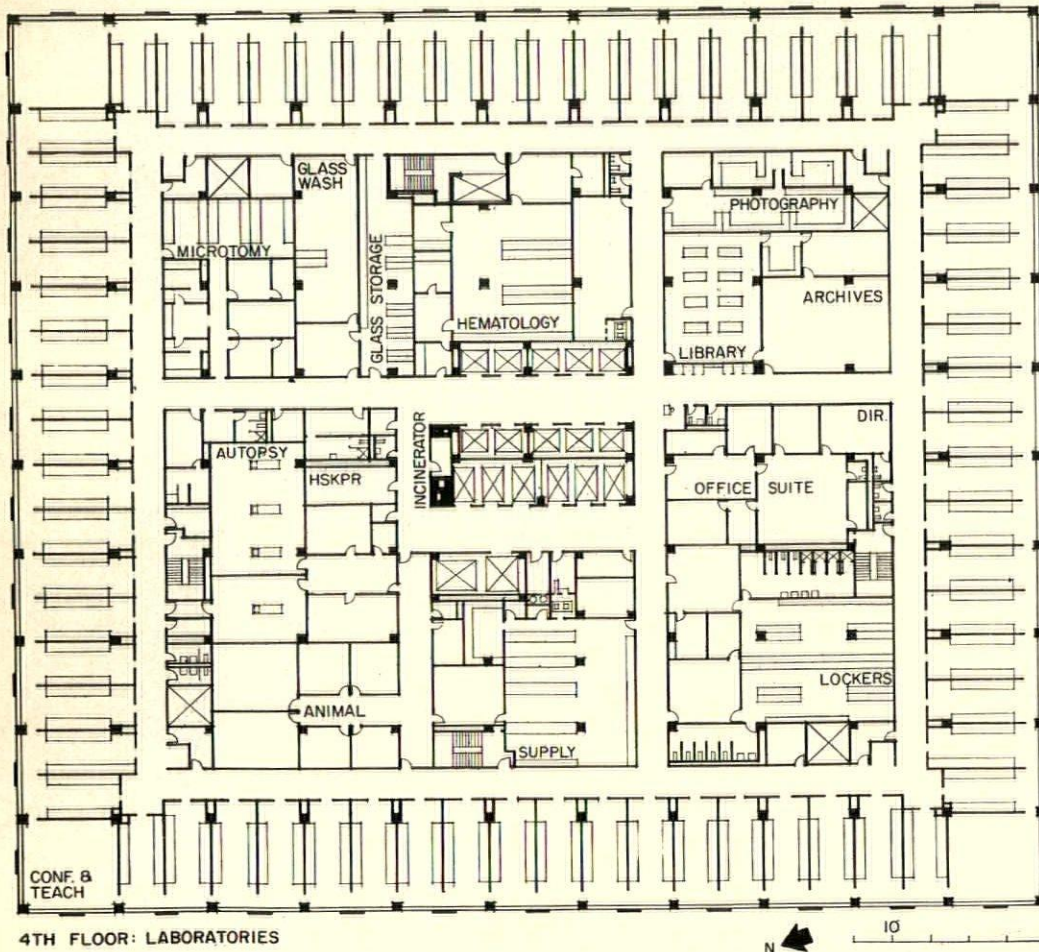 GLASS
WASH
PHOTOGRAPHY
MICROTOMY
GLASS STORAGE
ARCHIVES
HEMATOLOGY
LIBRARY
DIR.
AUTOPSY
INCINERATOR
HSKPR
OFFICE SUITE
LOCKERS
ANIMAL
SUPPLY
CONF. &
TEACH
4TH FLOOR: LABORATORIES
N
10